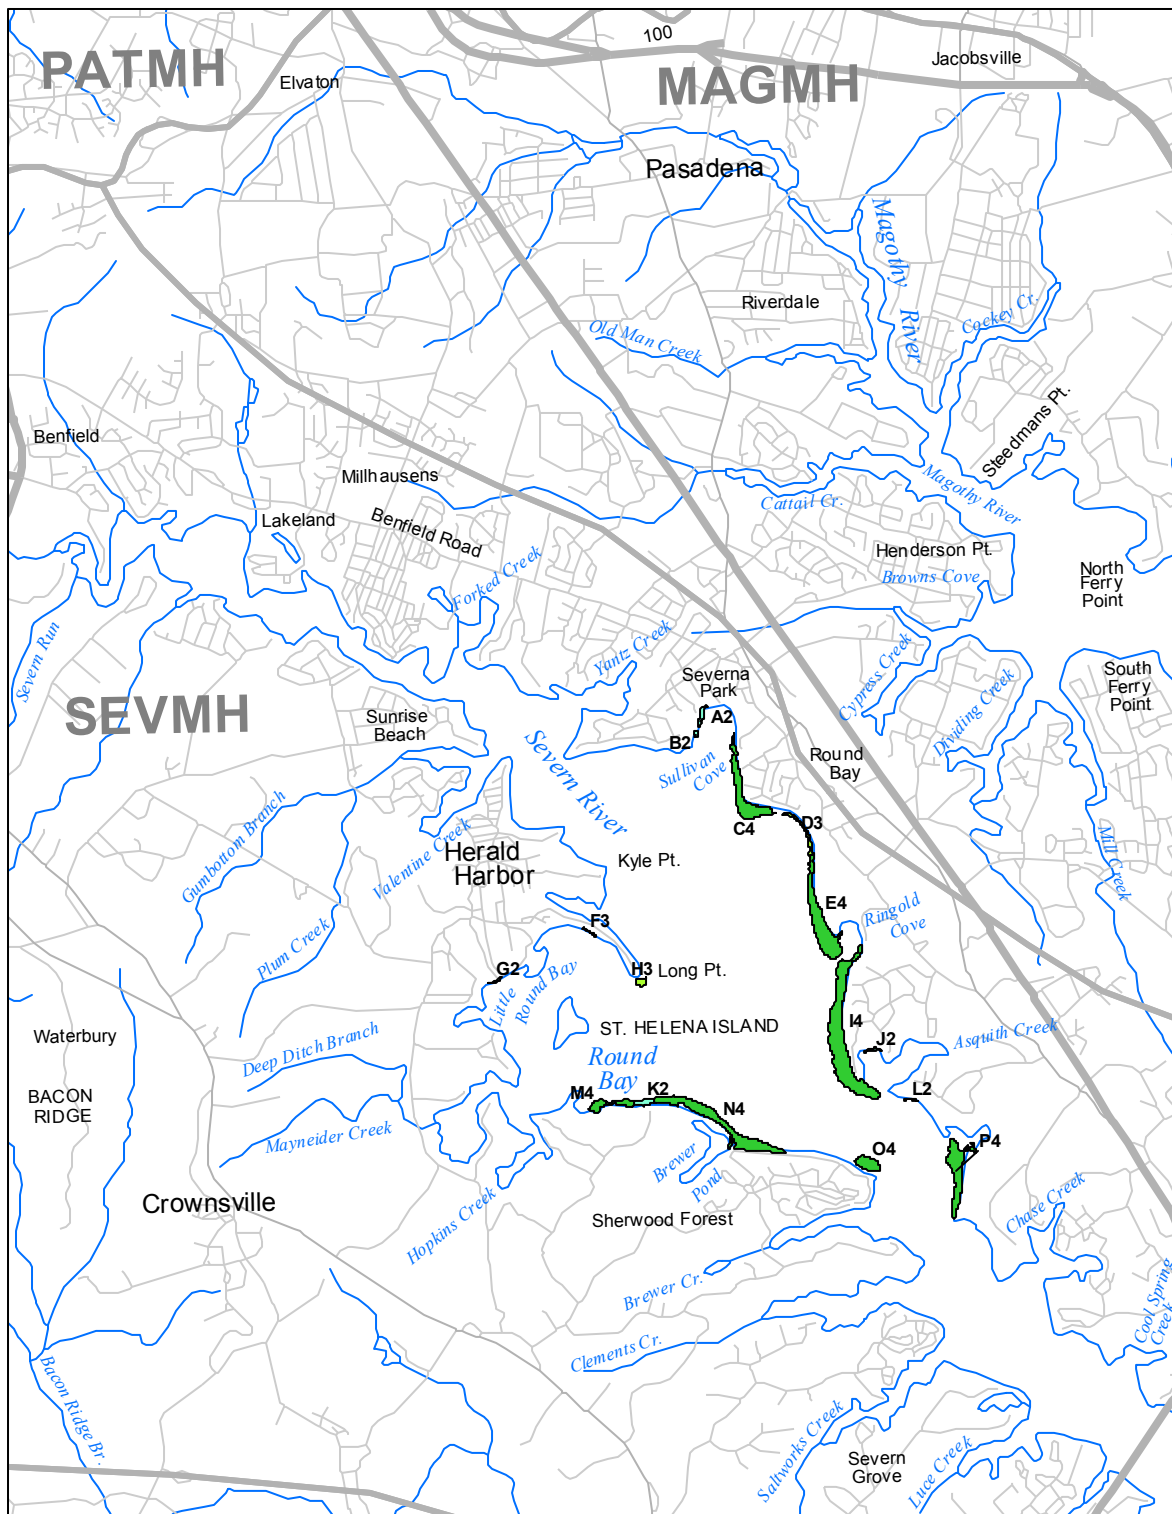 100
PATMH
Elvaton
MAGMH
Jacobsville
Pasadena
Magothy
River
Riverdale
Cockey Cr.
Old Man Creek
Steedmans Pt.
Benfield
Millhausens
Magothy River
Cattail Cr.
Lakeland
Benfield Road
Henderson Pt.
Browns Cove
Forked Creek
North
Ferry
Point
Severn Run
Yantz Creek
Severna
Park
Cypress Creek
Dividing Creek
South
Ferry
Point
SEVMH
Sunrise
Beach
A2
B2
Sullivan
Cove
Round
Bay
Severn River
Gumbottom Branch
Valentine Creek
C4
D3
Herald
Harbor
Kyle Pt.
Mill Creek
E4
Ringold
Cove
F3
Plum Creek
G2
H3
Long Pt.
Little
Round Bay
ST. HELENA ISLAND
I4
J2
Asquith Creek
Waterbury
Deep Ditch Branch
Round
Bay
BACON
RIDGE
M4
K2
N4
L2
Mayneider Creek
Brewer
Pond
O4
P4
Crownsville
Hopkins Creek
Sherwood Forest
Chase Creek
Brewer Cr.
Cool Spring
Creek
Clements Cr.
Bacon Ridge Br.
Saltworks Creek
Severn
Grove
Luce Creek